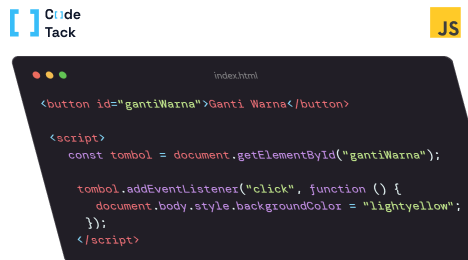 Code
Tack
JS
index.html
<button id="gantiWarna">Ganti Warna</button>
<script>
const tombol = document.getElementById("gantiWarna");
tombol.addEventListener("click", function () {
document.body.style.backgroundColor = "lightyellow";
});
</script>